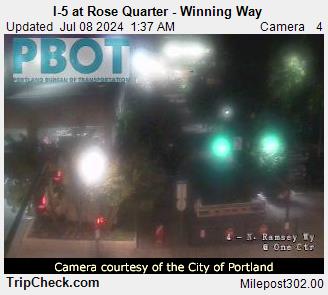 I-5 at Rose Quarter - Winning Way
Updated Jul 08 2024 1:37 AM Camera 4
PBOT
PORTLAND BUREAU OF TRANSPORTATION
4 - N. Ramsey Wy
@ One Ctr
Camera courtesy of the City of Portland
TripCheck.com Milepost302.00